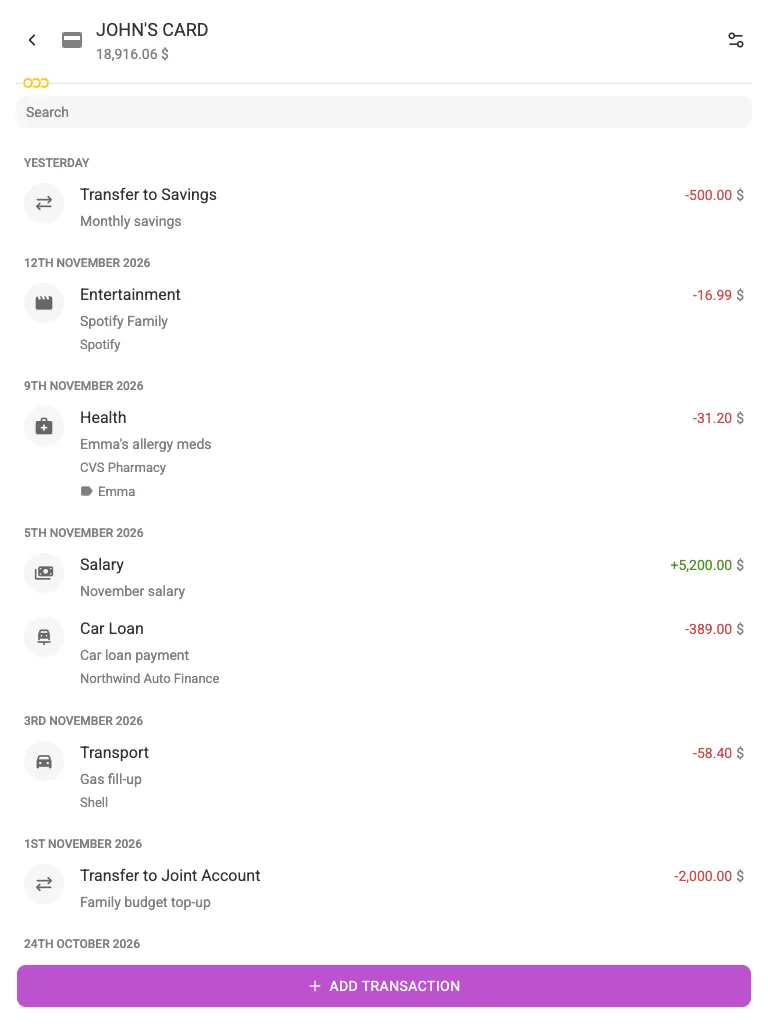 JOHN'S CARD
18,916.06 $
Search
YESTERDAY
Transfer to Savings -500.00 $
Monthly savings
12TH NOVEMBER 2026
Entertainment -16.99 $
Spotify Family
Spotify
9TH NOVEMBER 2026
Health -31.20 $
Emma's allergy meds
CVS Pharmacy
Emma
5TH NOVEMBER 2026
Salary +5,200.00 $
November salary
Car Loan -389.00 $
Car loan payment
Northwind Auto Finance
3RD NOVEMBER 2026
Transport -58.40 $
Gas fill-up
Shell
1ST NOVEMBER 2026
Transfer to Joint Account -2,000.00 $
Family budget top-up
24TH OCTOBER 2026
+ ADD TRANSACTION